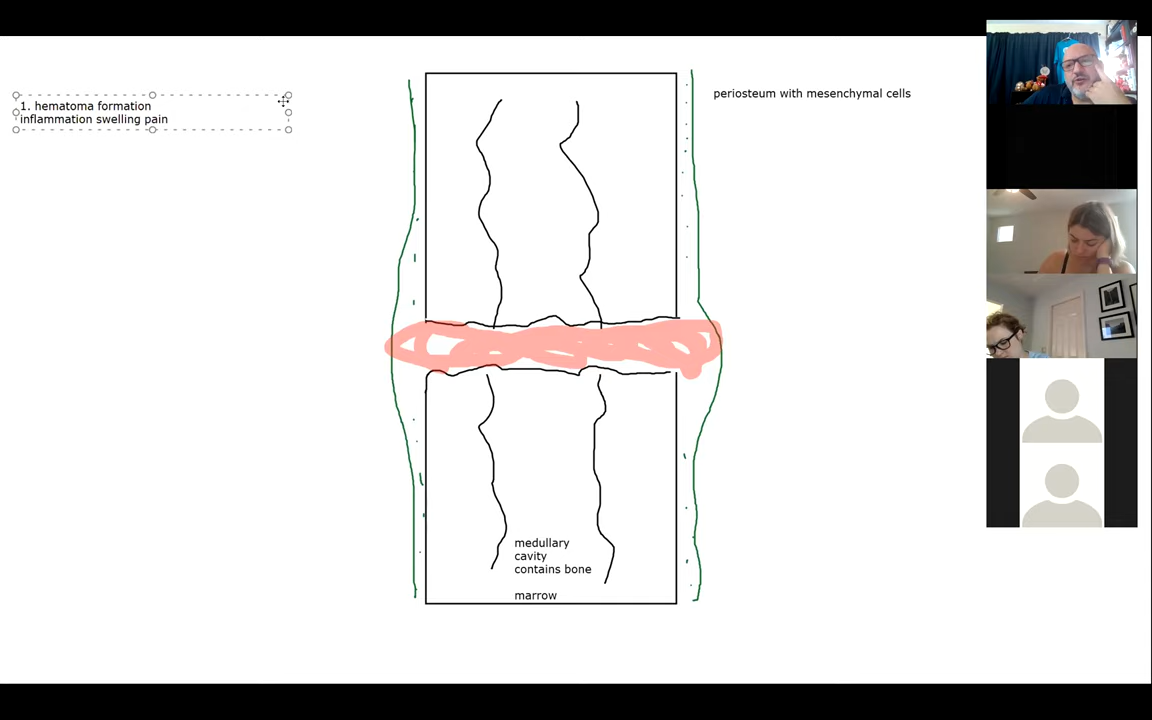 1. hematoma formation
inflammation swelling pain
periosteum with mesenchymal cells
medullary
cavity
contains bone
marrow